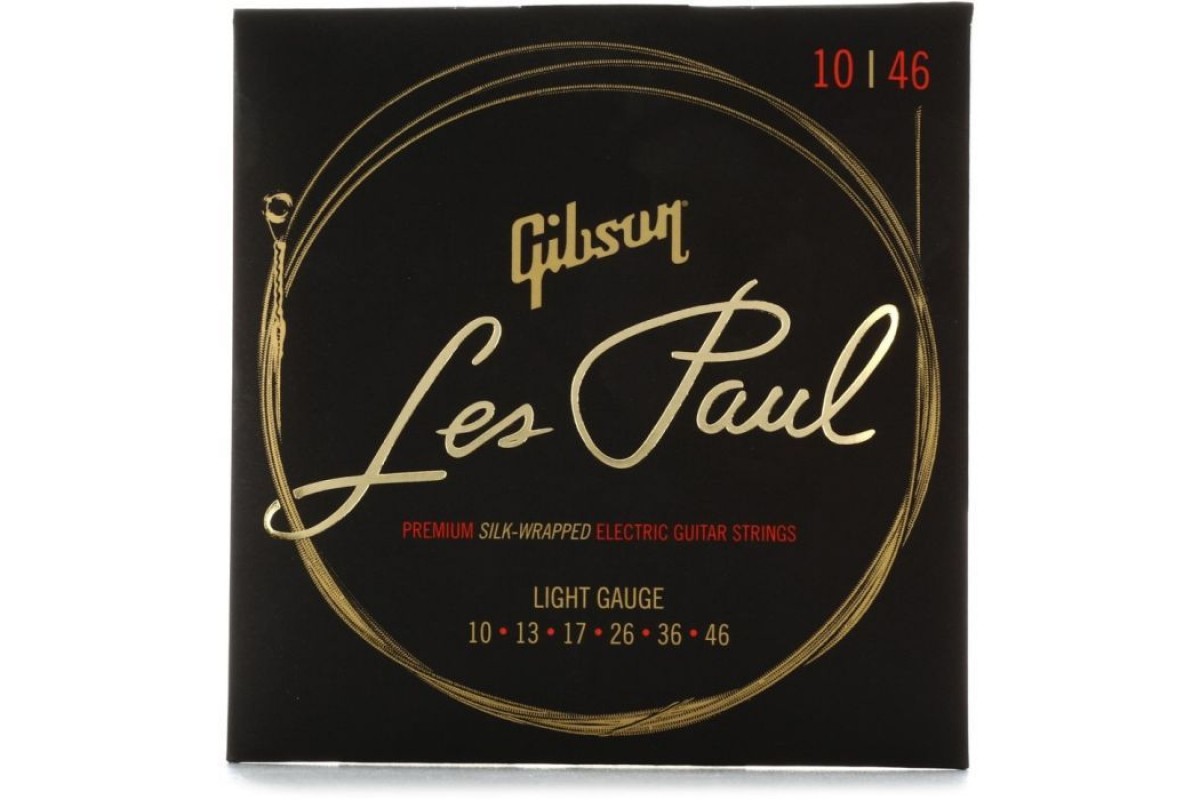 10 | 46
Gibson
Les Paul
PREMIUM SILK-WRAPPED ELECTRIC GUITAR STRINGS
LIGHT GAUGE
10 • 13 • 17 • 26 • 36 • 46